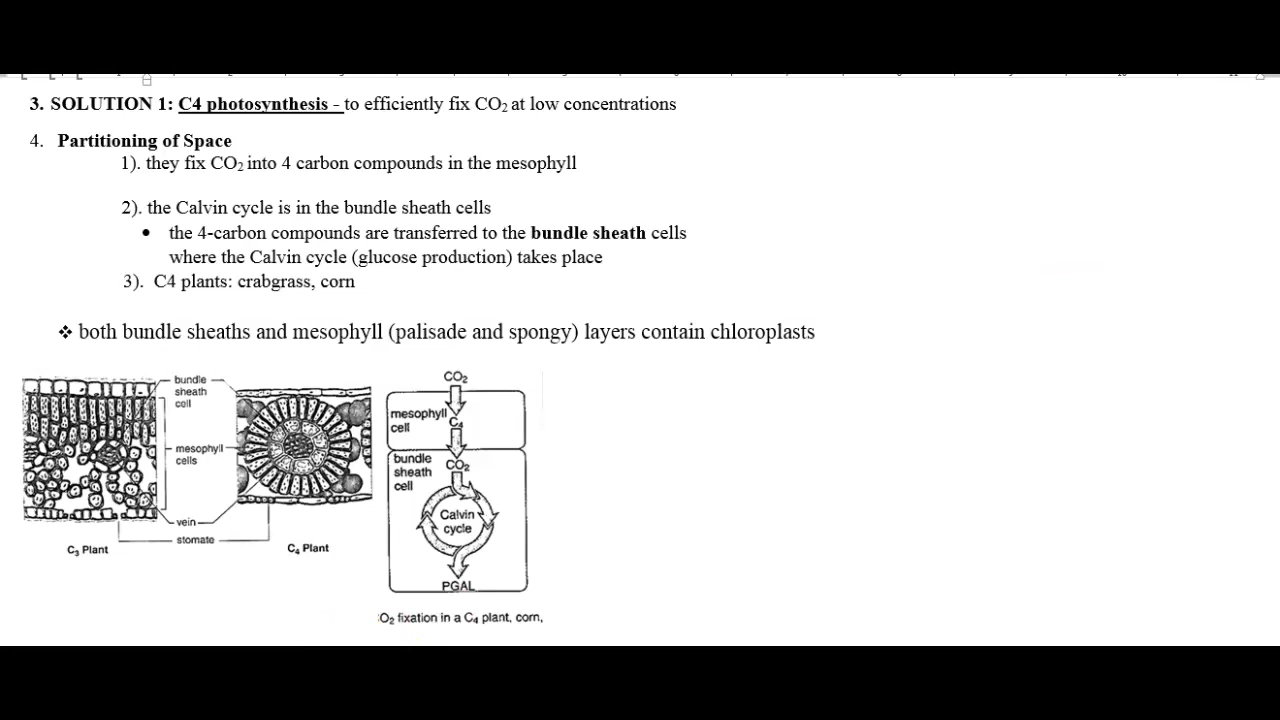 3. SOLUTION 1: C4 photosynthesis - to efficiently fix CO₂ at low concentrations
4. Partitioning of Space
1). they fix CO₂ into 4 carbon compounds in the mesophyll
2). the Calvin cycle is in the bundle sheath cells
• the 4-carbon compounds are transferred to the bundle sheath cells
where the Calvin cycle (glucose production) takes place
3). C4 plants: crabgrass, corn
❖ both bundle sheaths and mesophyll (palisade and spongy) layers contain chloroplasts
bundle
sheath
cell
mesophyll
cells
vein
stomate
C₃ Plant
C₄ Plant
CO₂
mesophyll
cell
C₄
bundle
sheath
cell
CO₂
Calvin
cycle
PGAL
O₂ fixation in a C₄ plant, corn,